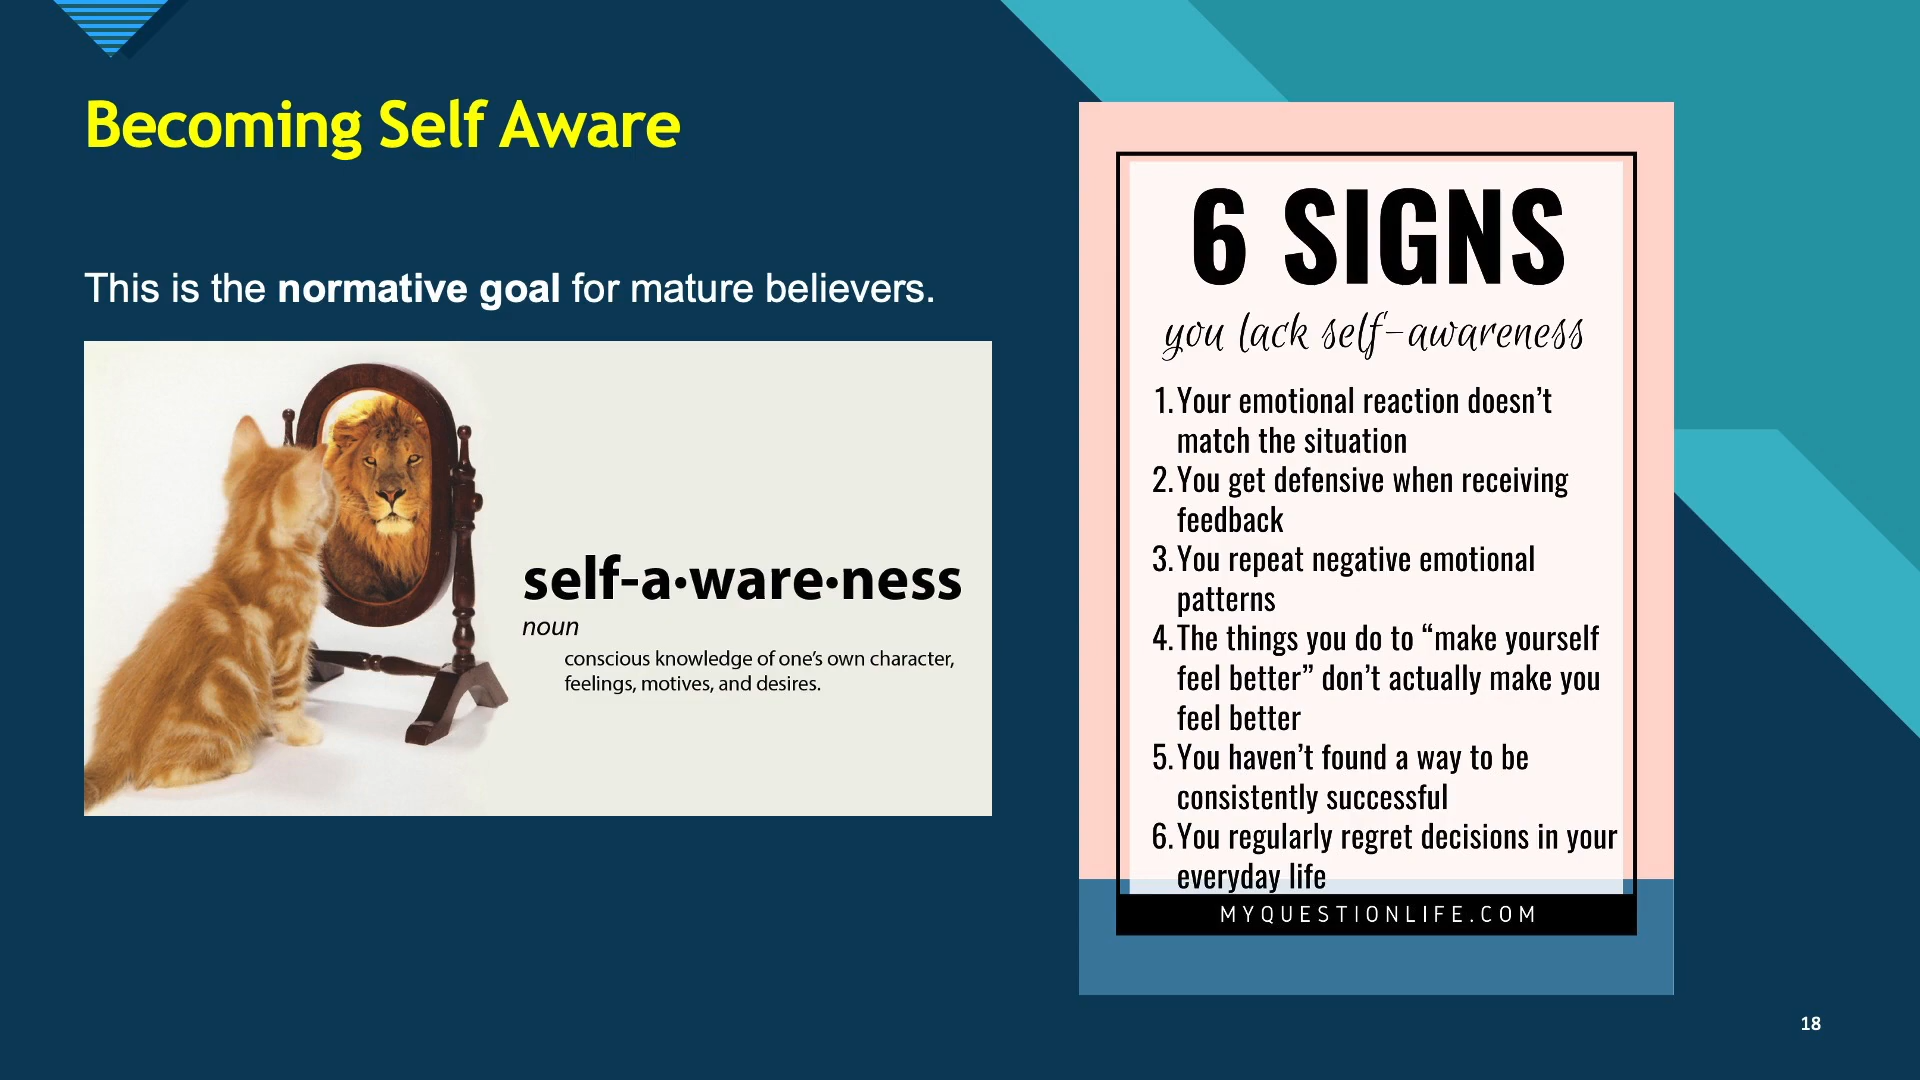 Becoming Self Aware
This is the normative goal for mature believers.
self-a·ware·ness
noun
conscious knowledge of one's own character,
feelings, motives, and desires.
6 SIGNS
you lack self-awareness
1. Your emotional reaction doesn't
match the situation
2. You get defensive when receiving
feedback
3. You repeat negative emotional
patterns
4. The things you do to “make yourself
feel better” don't actually make you
feel better
5. You haven't found a way to be
consistently successful
6. You regularly regret decisions in your
everyday life
MYQUESTIONLIFE.COM
18